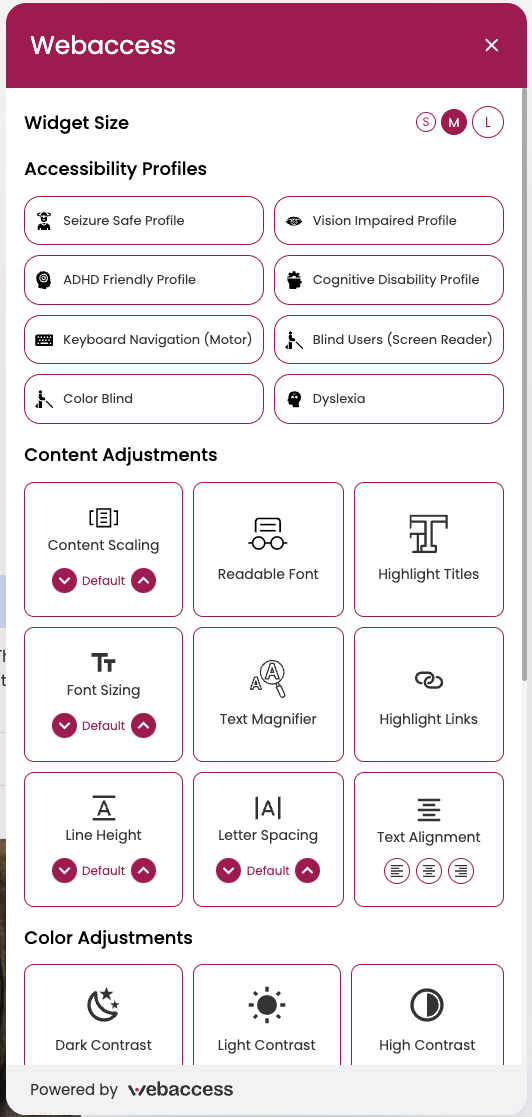 Webaccess
Widget Size
S M L
Accessibility Profiles
Seizure Safe Profile
Vision Impaired Profile
ADHD Friendly Profile
Cognitive Disability Profile
Keyboard Navigation (Motor)
Blind Users (Screen Reader)
Color Blind
Dyslexia
Content Adjustments
Content Scaling
Default
Readable Font
Highlight Titles
Font Sizing
Default
Text Magnifier
Highlight Links
Line Height
Default
Letter Spacing
Default
Text Alignment
Color Adjustments
Dark Contrast
Light Contrast
High Contrast
Powered by webaccess